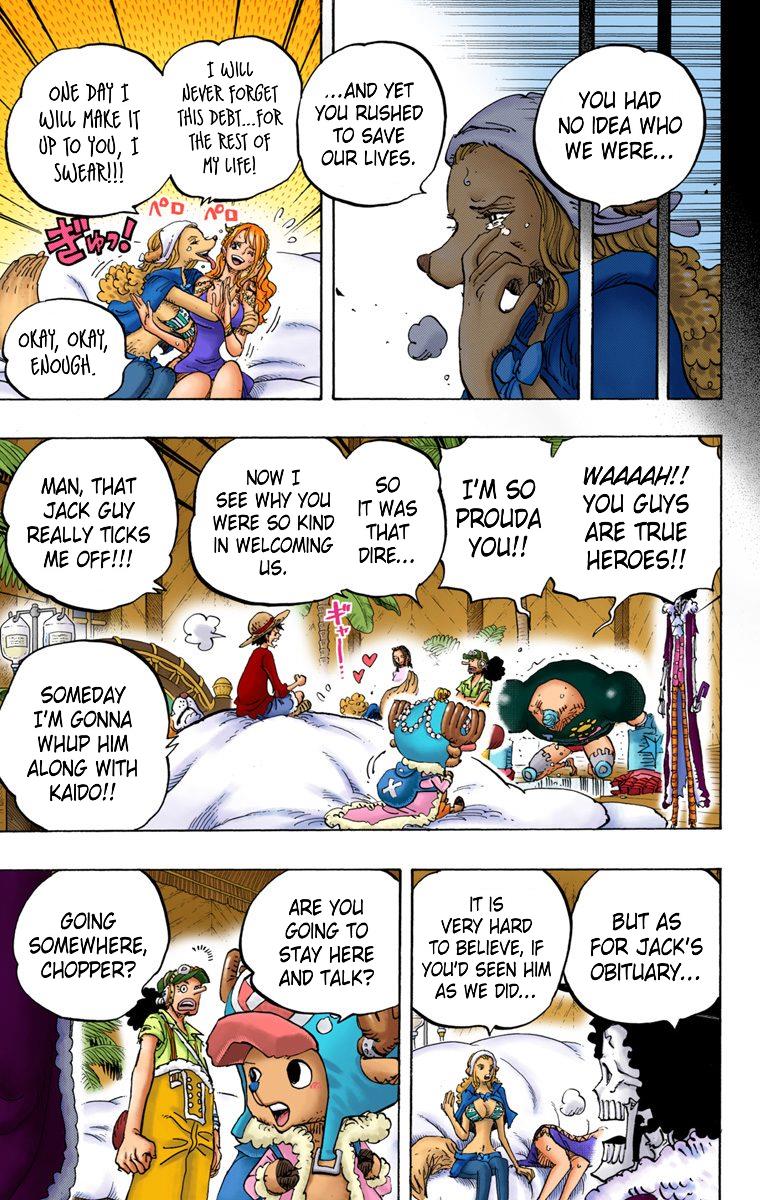 YOU HAD
NO IDEA WHO
WE WERE...
...AND YET
YOU RUSHED
TO SAVE
OUR LIVES.
I WILL
NEVER FORGET
THIS DEBT...FOR
THE REST OF
MY LIFE!
ONE DAY I
WILL MAKE IT
UP TO YOU, I
SWEAR!!!
ペロ
ペロ
ぎゅっ!
OKAY, OKAY,
ENOUGH.
WAAAAH!!
YOU GUYS
ARE TRUE
HEROES!!
I'M SO
PROUDA
YOU!!
SO
IT WAS
THAT
DIRE...
NOW I
SEE WHY YOU
WERE SO KIND
IN WELCOMING
US.
MAN, THAT
JACK GUY
REALLY TICKS
ME OFF!!!
ギャー!
SOMEDAY
I'M GONNA
WHUP HIM
ALONG WITH
KAIDO!!
BUT AS
FOR JACK'S
OBITUARY...
IT IS
VERY HARD
TO BELIEVE, IF
YOU'D SEEN HIM
AS WE DID...
ARE YOU
GOING TO
STAY HERE
AND TALK?
GOING
SOMEWHERE,
CHOPPER?